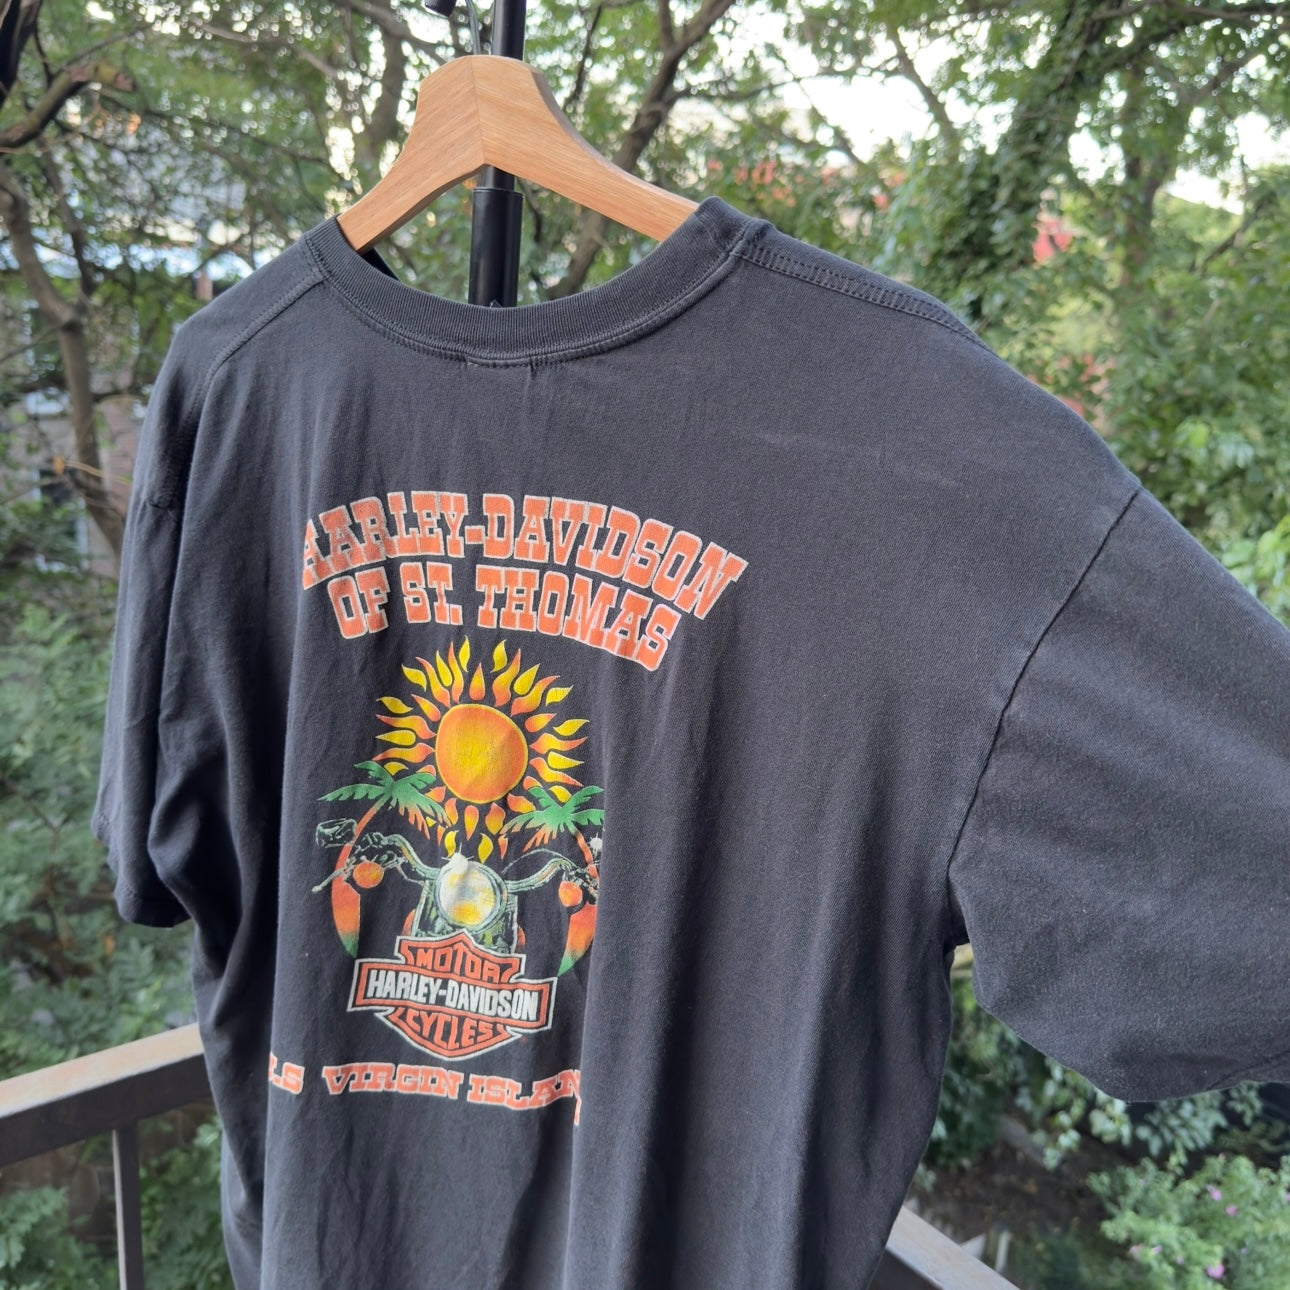 HARLEY-DAVIDSON
OF ST. THOMAS
MOTOR
HARLEY-DAVIDSON
CYCLES
VIRGIN ISLAN